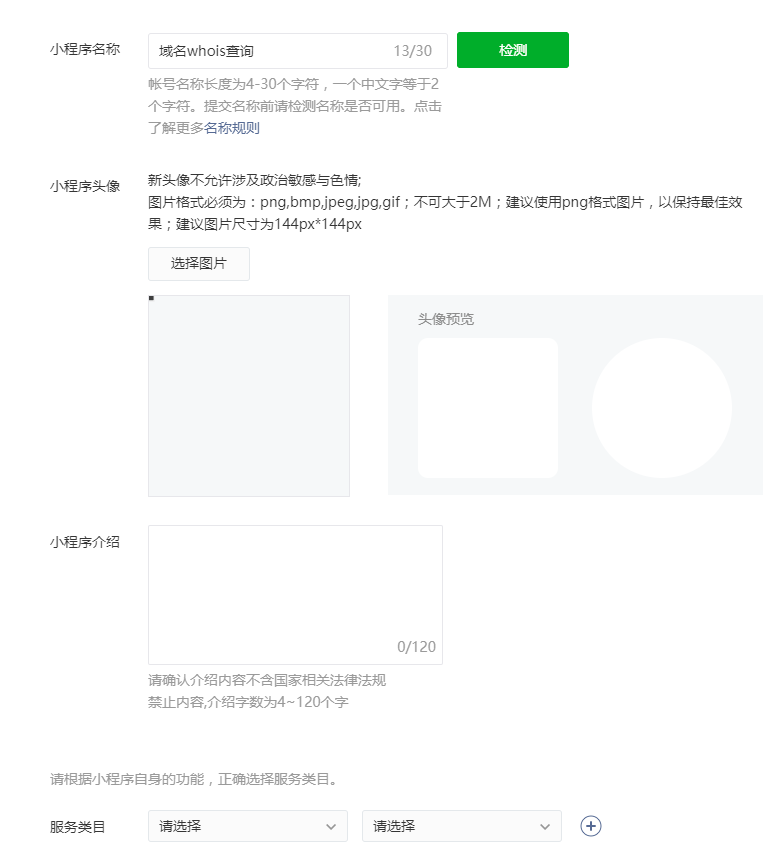 小程序名称
域名whois查询 13/30 检测
帐号名称长度为4-30个字符，一个中文字等于2
个字符。提交名称前请检测名称是否可用。点击
了解更多名称规则
小程序头像
新头像不允许涉及政治敏感与色情;
图片格式必须为：png,bmp,jpeg,jpg,gif；不可大于2M；建议使用png格式图片，以保持最佳效
果；建议图片尺寸为144px*144px
选择图片
头像预览
小程序介绍
0/120
请确认介绍内容不含国家相关法律法规
禁止内容,介绍字数为4~120个字
请根据小程序自身的功能，正确选择服务类目。
服务类目 请选择 请选择